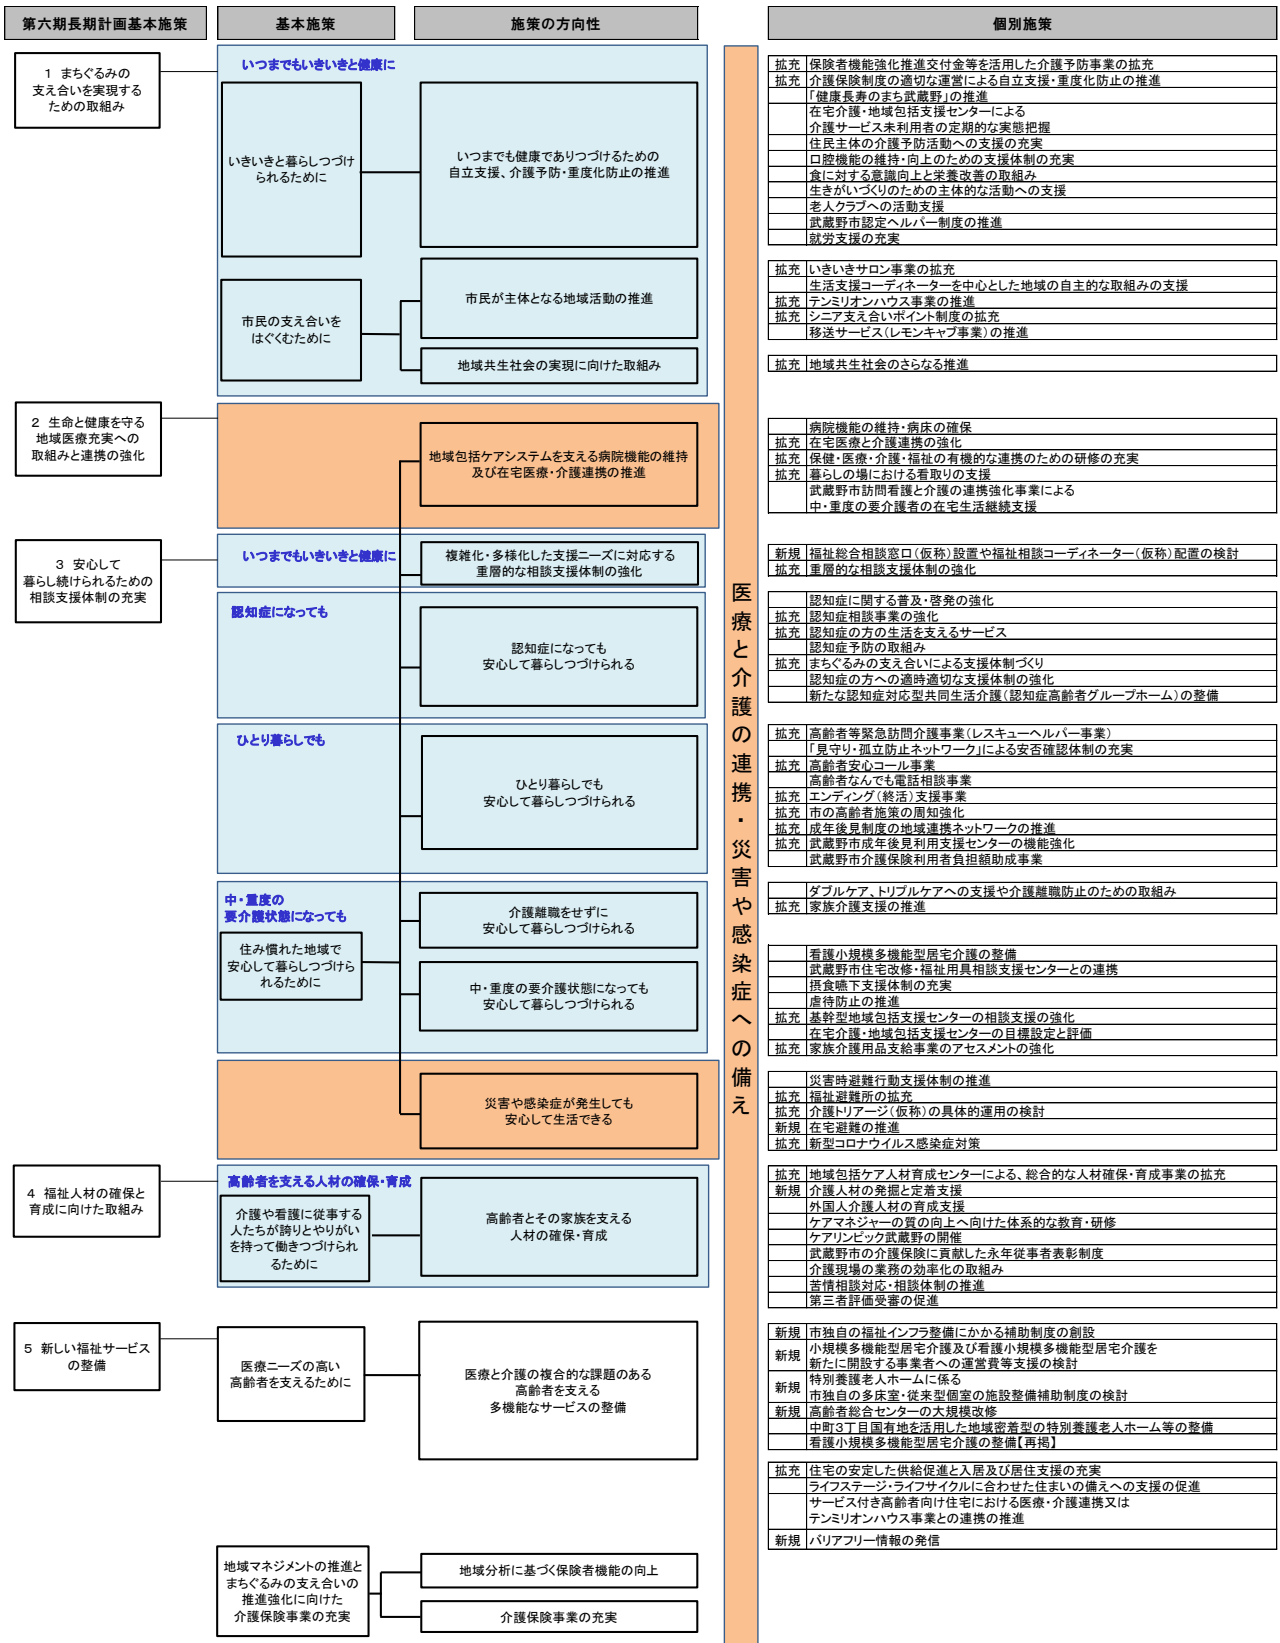 第六期長期計画基本施策
基本施策
施策の方向性
個別施策
1 まちぐるみの
支え合いを実現する
ための取組み
いつまでもいきいきと健康に
いきいきと暮らしつづけ
られるために
いつまでも健康でありつづけるための
自立支援、介護予防・重度化防止の推進
拡充 保険者機能強化推進交付金等を活用した介護予防事業の拡充
拡充 介護保険制度の適切な運営による自立支援・重度化防止の推進
「健康長寿のまち武蔵野」の推進
在宅介護・地域包括支援センターによる
介護サービス未利用者の定期的な実態把握
住民主体の介護予防活動への支援の充実
口腔機能の維持・向上のための支援体制の充実
食に対する意識向上と栄養改善の取組み
生きがいづくりのための主体的な活動への支援
老人クラブへの活動支援
武蔵野市認定ヘルパー制度の推進
就労支援の充実
市民の支え合いを
はぐくむために
市民が主体となる地域活動の推進
拡充 いきいきサロン事業の拡充
生活支援コーディネーターを中心とした地域の自主的な取組みの支援
拡充 テンミリオンハウス事業の推進
拡充 シニア支え合いポイント制度の拡充
移送サービス(レモンキャブ事業)の推進
地域共生社会の実現に向けた取組み
拡充 地域共生社会のさらなる推進
2 生命と健康を守る
地域医療充実への
取組みと連携の強化
地域包括ケアシステムを支える病院機能の維持
及び在宅医療・介護連携の推進
病院機能の維持・病床の確保
拡充 在宅医療と介護連携の強化
拡充 保健・医療・介護・福祉の有機的な連携のための研修の充実
拡充 暮らしの場における看取りの支援
武蔵野市訪問看護と介護の連携強化事業による
中・重度の要介護者の在宅生活継続支援
3 安心して
暮らし続けられるための
相談支援体制の充実
いつまでもいきいきと健康に
複雑化・多様化した支援ニーズに対応する
重層的な相談支援体制の強化
新規 福祉総合相談窓口(仮称)設置や福祉相談コーディネーター(仮称)配置の検討
拡充 重層的な相談支援体制の強化
認知症になっても
認知症になっても
安心して暮らしつづけられる
認知症に関する普及・啓発の強化
拡充 認知症相談事業の強化
拡充 認知症の方の生活を支えるサービス
認知症予防の取組み
拡充 まちぐるみの支え合いによる支援体制づくり
認知症の方への適時適切な支援体制の強化
新たな認知症対応型共同生活介護(認知症高齢者グループホーム)の整備
ひとり暮らしでも
ひとり暮らしでも
安心して暮らしつづけられる
拡充 高齢者等緊急訪問介護事業(レスキューヘルパー事業)
「見守り・孤立防止ネットワーク」による安否確認体制の充実
拡充 高齢者安心コール事業
高齢者なんでも電話相談事業
拡充 エンディング(終活)支援事業
拡充 市の高齢者施策の周知強化
拡充 成年後見制度の地域連携ネットワークの推進
拡充 武蔵野市成年後見利用支援センターの機能強化
武蔵野市介護保険利用者負担額助成事業
中・重度の
要介護状態になっても
住み慣れた地域で
安心して暮らしつづけら
れるために
介護離職をせずに
安心して暮らしつづけられる
ダブルケア、トリプルケアへの支援や介護離職防止のための取組み
拡充 家族介護支援の推進
中・重度の要介護状態になっても
安心して暮らしつづけられる
看護小規模多機能型居宅介護の整備
武蔵野市住宅改修・福祉用具相談支援センターとの連携
摂食嚥下支援体制の充実
虐待防止の推進
拡充 基幹型地域包括支援センターの相談支援の強化
在宅介護・地域包括支援センターの目標設定と評価
拡充 家族介護用品支給事業のアセスメントの強化
災害や感染症が発生しても
安心して生活できる
災害時避難行動支援体制の推進
拡充 福祉避難所の拡充
拡充 介護トリアージ(仮称)の具体的運用の検討
新規 在宅避難の推進
拡充 新型コロナウイルス感染症対策
医療と介護の連携・災害や感染症への備え
4 福祉人材の確保と
育成に向けた取組み
高齢者を支える人材の確保・育成
介護や看護に従事する
人たちが誇りとやりがい
を持って働きつづけられ
るために
高齢者とその家族を支える
人材の確保・育成
拡充 地域包括ケア人材育成センターによる、総合的な人材確保・育成事業の拡充
新規 介護人材の発掘と定着支援
外国人介護人材の育成支援
ケアマネジャーの質の向上へ向けた体系的な教育・研修
ケアリンピック武蔵野の開催
武蔵野市の介護保険に貢献した永年従事者表彰制度
介護現場の業務の効率化の取組み
苦情相談対応・相談体制の推進
第三者評価受審の促進
5 新しい福祉サービス
の整備
医療ニーズの高い
高齢者を支えるために
医療と介護の複合的な課題のある
高齢者を支える
多機能なサービスの整備
新規 市独自の福祉インフラ整備にかかる補助制度の創設
新規 小規模多機能型居宅介護及び看護小規模多機能型居宅介護を
新たに開設する事業者への運営費等支援の検討
新規 特別養護老人ホームに係る
市独自の多床室・従来型個室の施設整備補助制度の検討
新規 高齢者総合センターの大規模改修
中町3丁目国有地を活用した地域密着型の特別養護老人ホーム等の整備
看護小規模多機能型居宅介護の整備【再掲】
拡充 住宅の安定した供給促進と入居及び居住支援の充実
ライフステージ・ライフサイクルに合わせた住まいの備えへの支援の促進
サービス付き高齢者向け住宅における医療・介護連携又は
テンミリオンハウス事業との連携の推進
新規 バリアフリー情報の発信
地域マネジメントの推進と
まちぐるみの支え合いの
推進強化に向けた
介護保険事業の充実
地域分析に基づく保険者機能の向上
介護保険事業の充実